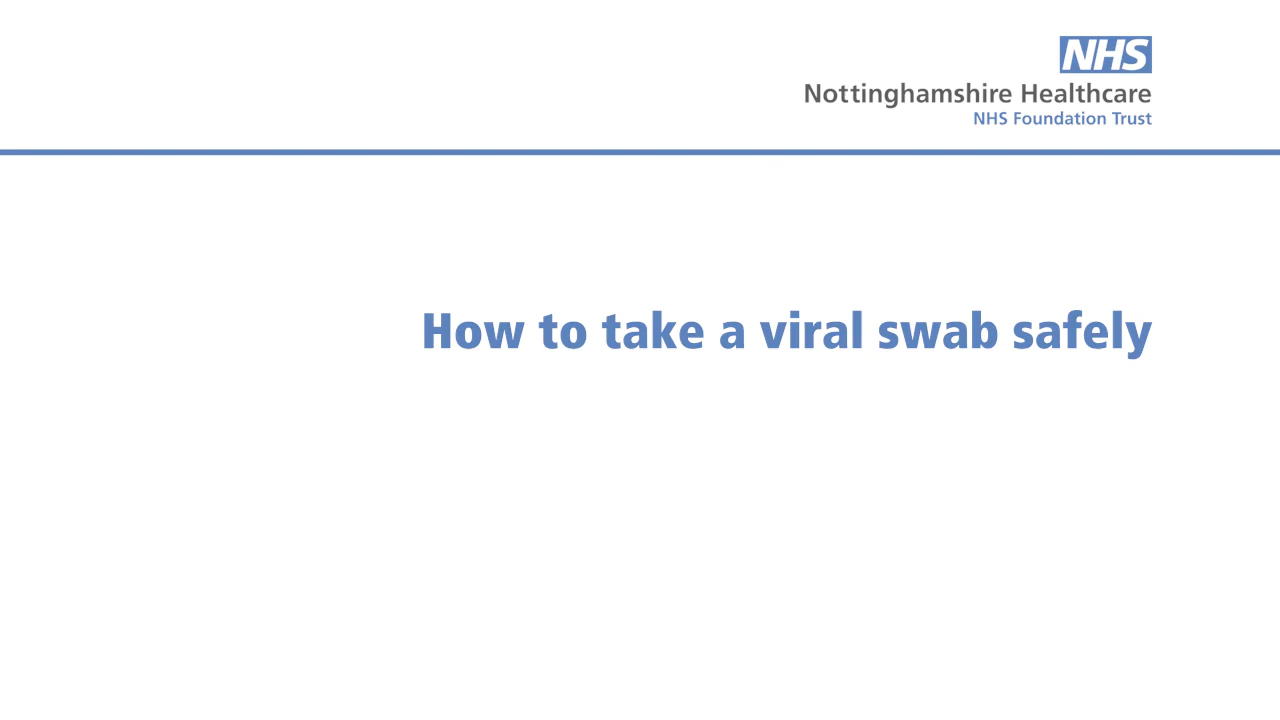 NHS
Nottinghamshire Healthcare
NHS Foundation Trust
How to take a viral swab safely